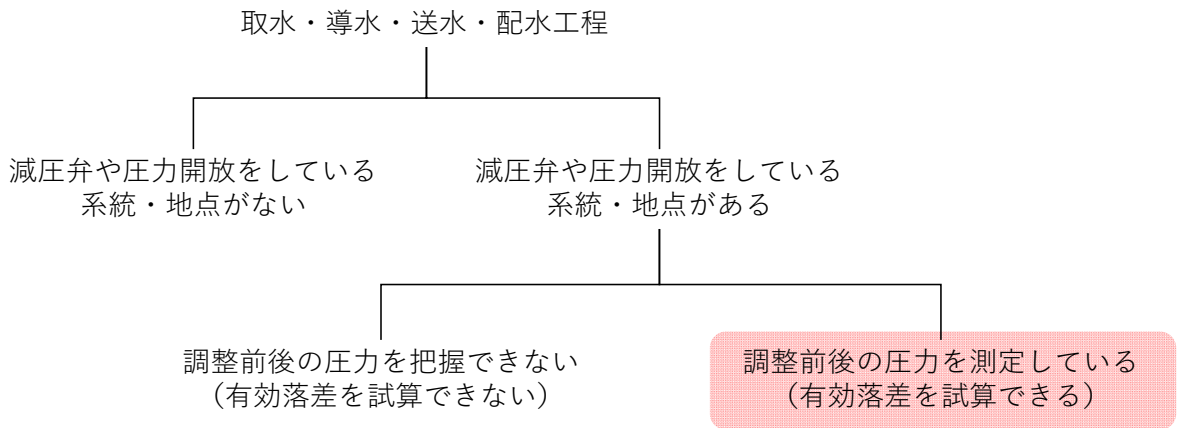 取水・導水・送水・配水工程
減圧弁や圧力開放をしている
系統・地点がない
減圧弁や圧力開放をしている
系統・地点がある
調整前後の圧力を把握できない
（有効落差を試算できない）
調整前後の圧力を測定している
（有効落差を試算できる）